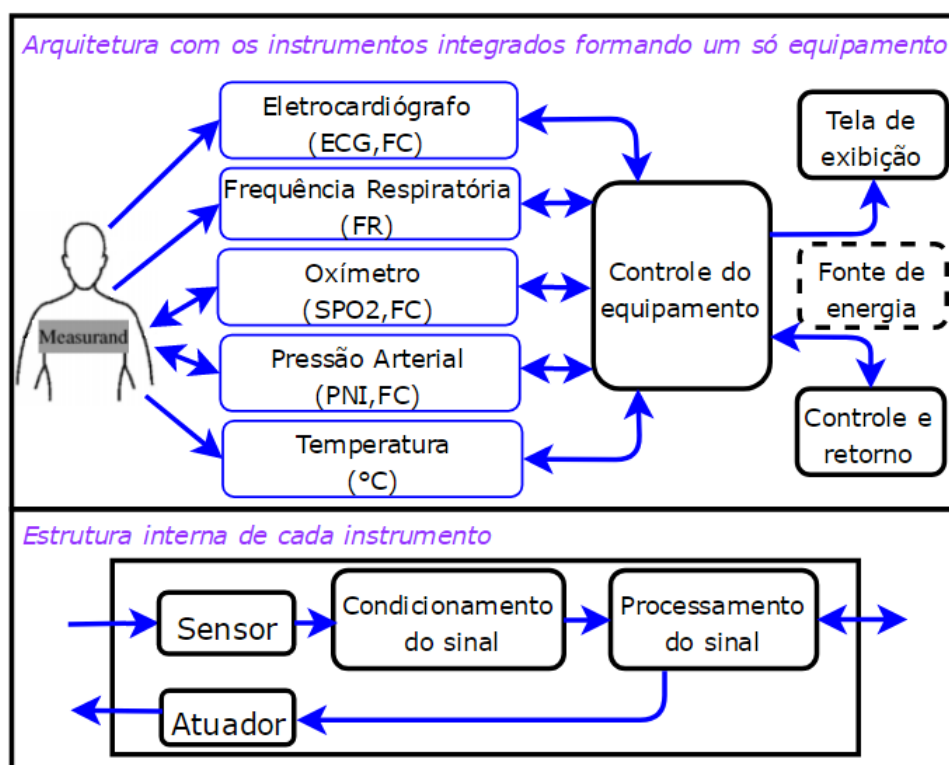 Arquitetura com os instrumentos integrados formando um só equipamento
Eletrocardiógrafo
(ECG,FC)
Frequência Respiratória
(FR)
Oxímetro
(SPO2,FC)
Pressão Arterial
(PNI,FC)
Temperatura
(°C)
Measurand
Controle do
equipamento
Tela de
exibição
Fonte de
energia
Controle e
retorno
Estrutura interna de cada instrumento
Sensor
Condicionamento
do sinal
Processamento
do sinal
Atuador